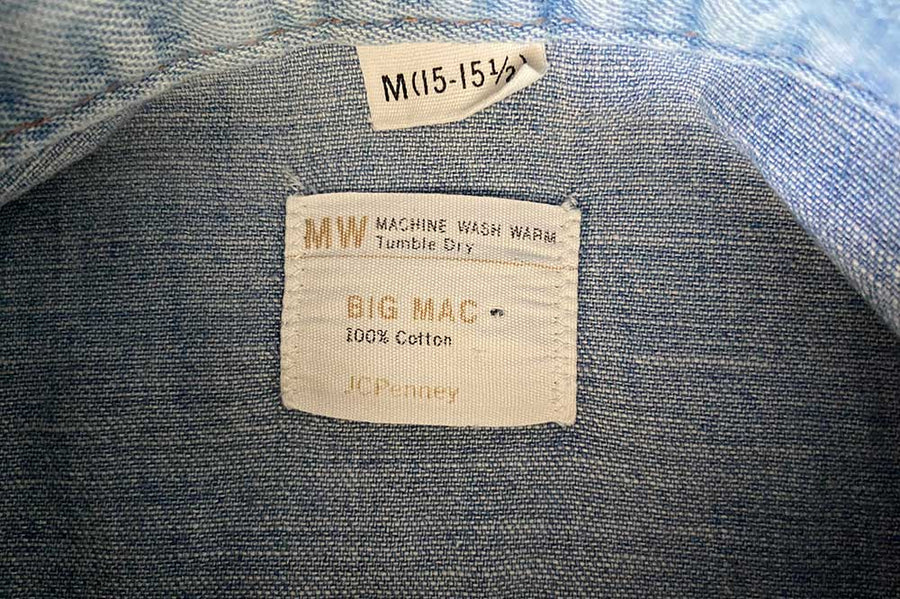 M(15-15½)
MW MACHINE WASH WARM
Tumble Dry
BIG MAC
100% Cotton
JCPenney